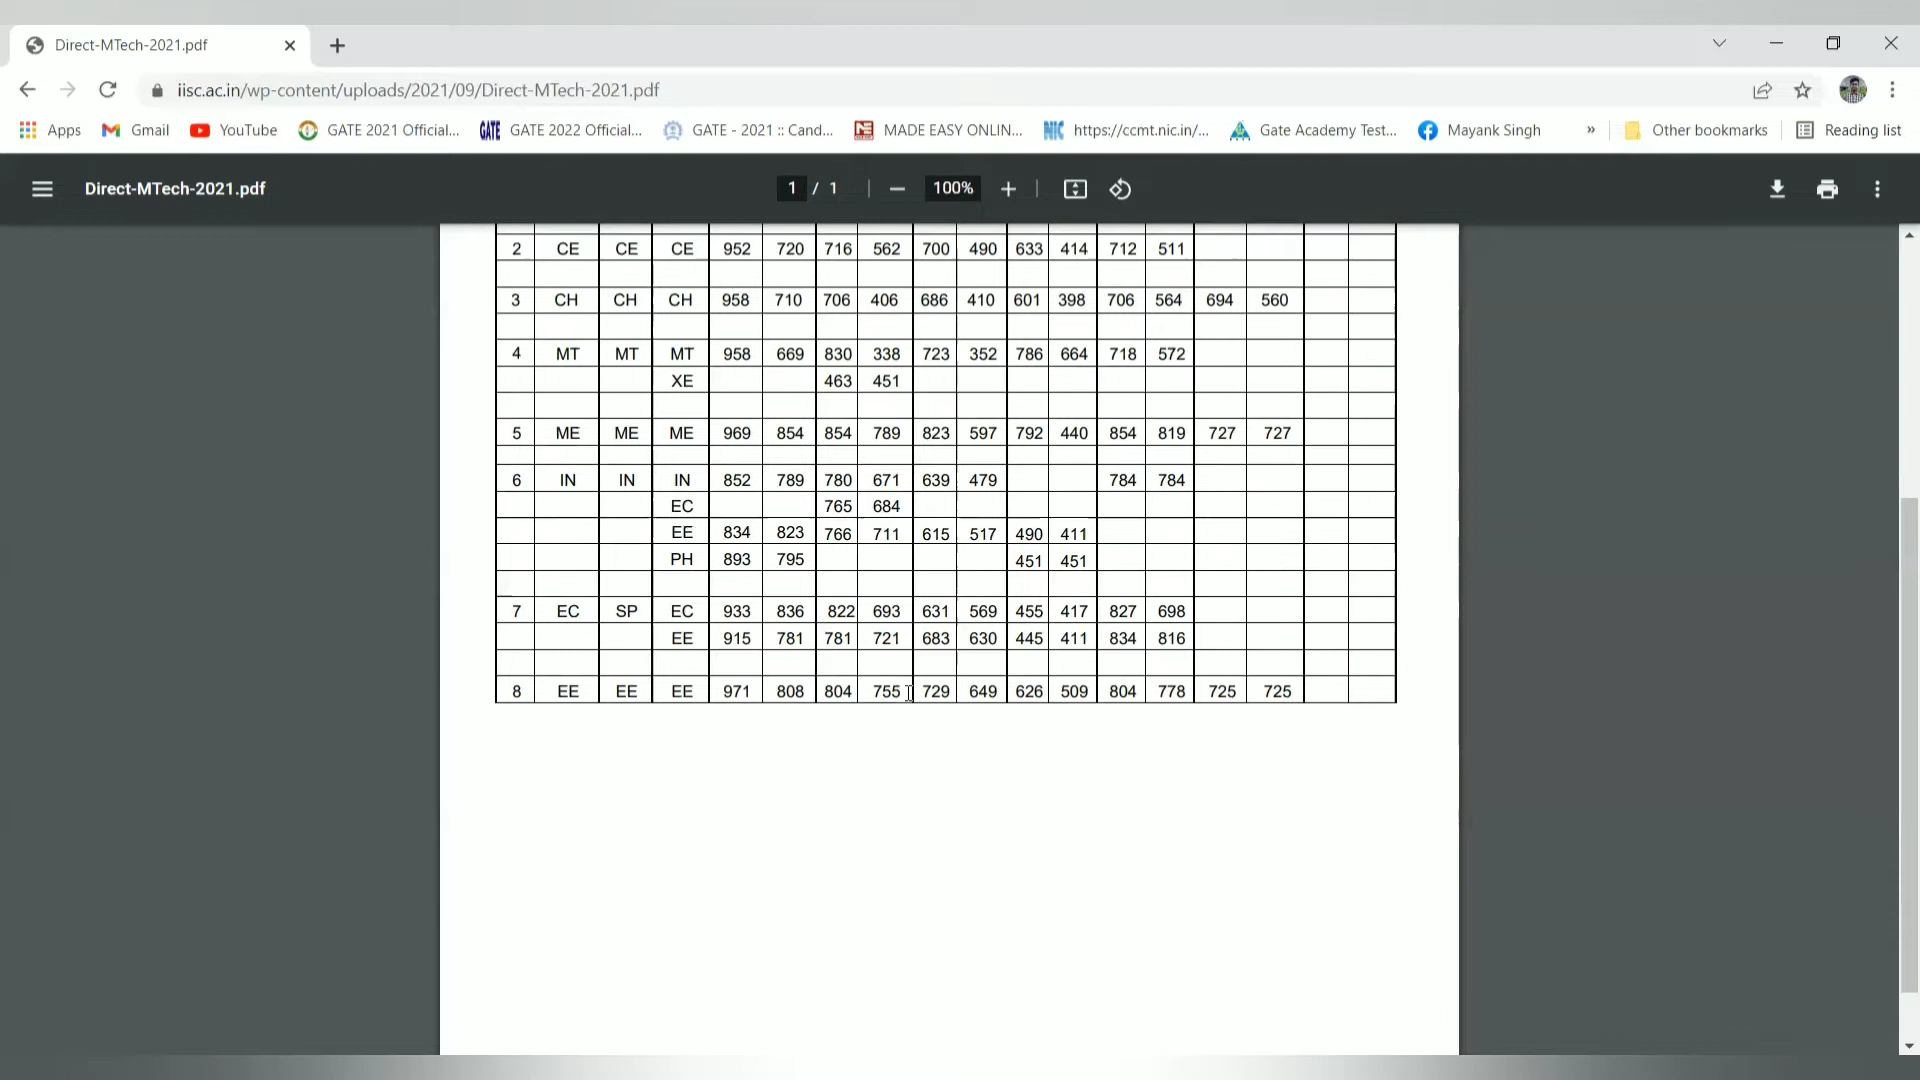 Direct-MTech-2021.pdf
iisc.ac.in/wp-content/uploads/2021/09/Direct-MTech-2021.pdf
Apps Gmail YouTube GATE 2021 Official... GATE GATE 2022 Official... GATE - 2021 :: Cand... MADE EASY ONLIN... NIC https://ccmt.nic.in/... Gate Academy Test... Mayank Singh » Other bookmarks Reading list
Direct-MTech-2021.pdf 1 / 1 100%
2 CE CE CE 952 720 716 562 700 490 633 414 712 511
3 CH CH CH 958 710 706 406 686 410 601 398 706 564 694 560
4 MT MT MT 958 669 830 338 723 352 786 664 718 572
XE 463 451
5 ME ME ME 969 854 854 789 823 597 792 440 854 819 727 727
6 IN IN IN 852 789 780 671 639 479 784 784
EC 765 684
EE 834 823 766 711 615 517 490 411
PH 893 795 451 451
7 EC SP EC 933 836 822 693 631 569 455 417 827 698
EE 915 781 781 721 683 630 445 411 834 816
8 EE EE EE 971 808 804 755 729 649 626 509 804 778 725 725